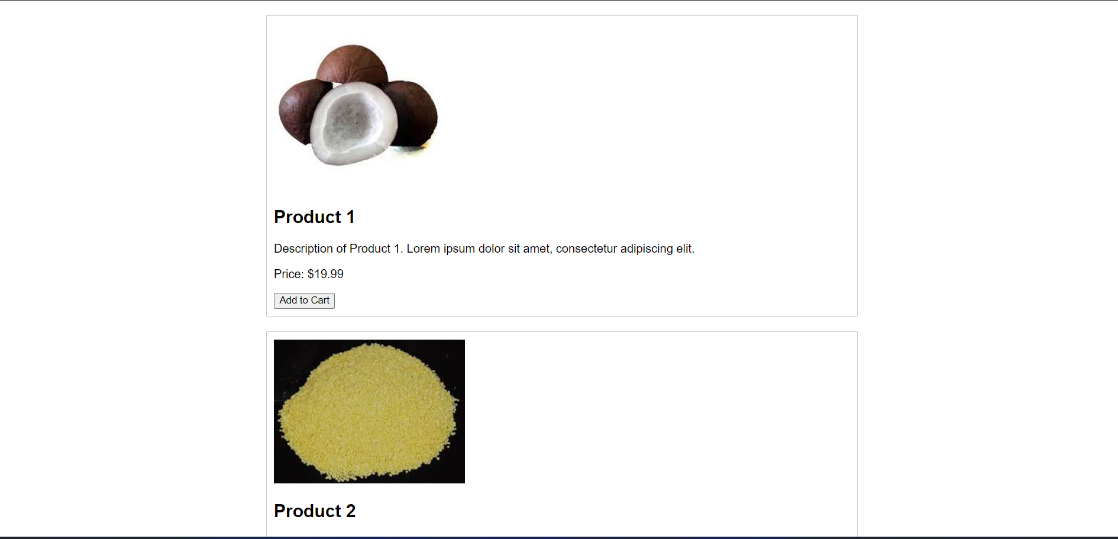 Product 1
Description of Product 1. Lorem ipsum dolor sit amet, consectetur adipiscing elit.
Price: $19.99
Add to Cart
Product 2